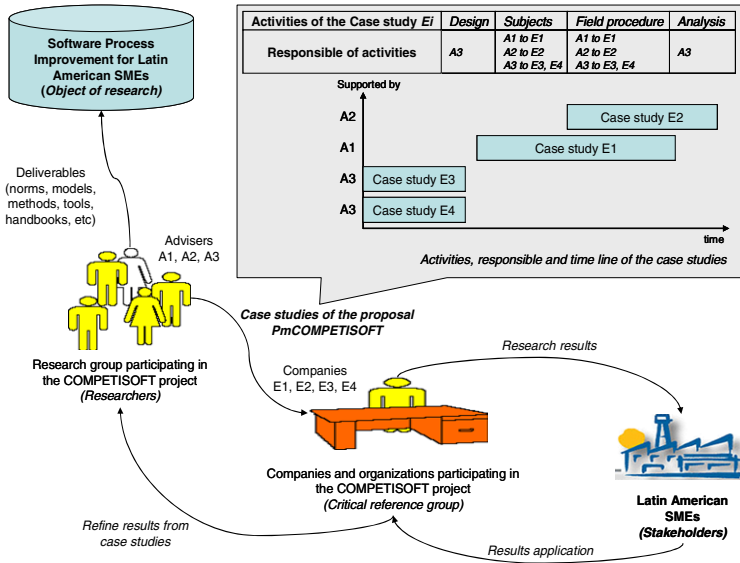 Software Process
Improvement for Latin
American SMEs
(Object of research)
Activities of the Case study Ei
Design
Subjects
Field procedure
Analysis
Responsible of activities
A3
A1 to E1
A2 to E2
A3 to E3, E4
A1 to E1
A2 to E2
A3 to E3, E4
A3
Supported by
A2
Case study E2
A1
Case study E1
A3
Case study E3
A3
Case study E4
time
Activities, responsible and time line of the case studies
Deliverables
(norms, models,
methods, tools,
handbooks, etc)
Advisers
A1, A2, A3
Case studies of the proposal
PmCOMPETISOFT
Research group participating in
the COMPETISOFT project
(Researchers)
Companies
E1, E2, E3, E4
Research results
Companies and organizations participating in
the COMPETISOFT project
(Critical reference group)
Latin American
SMEs
(Stakeholders)
Refine results from
case studies
Results application